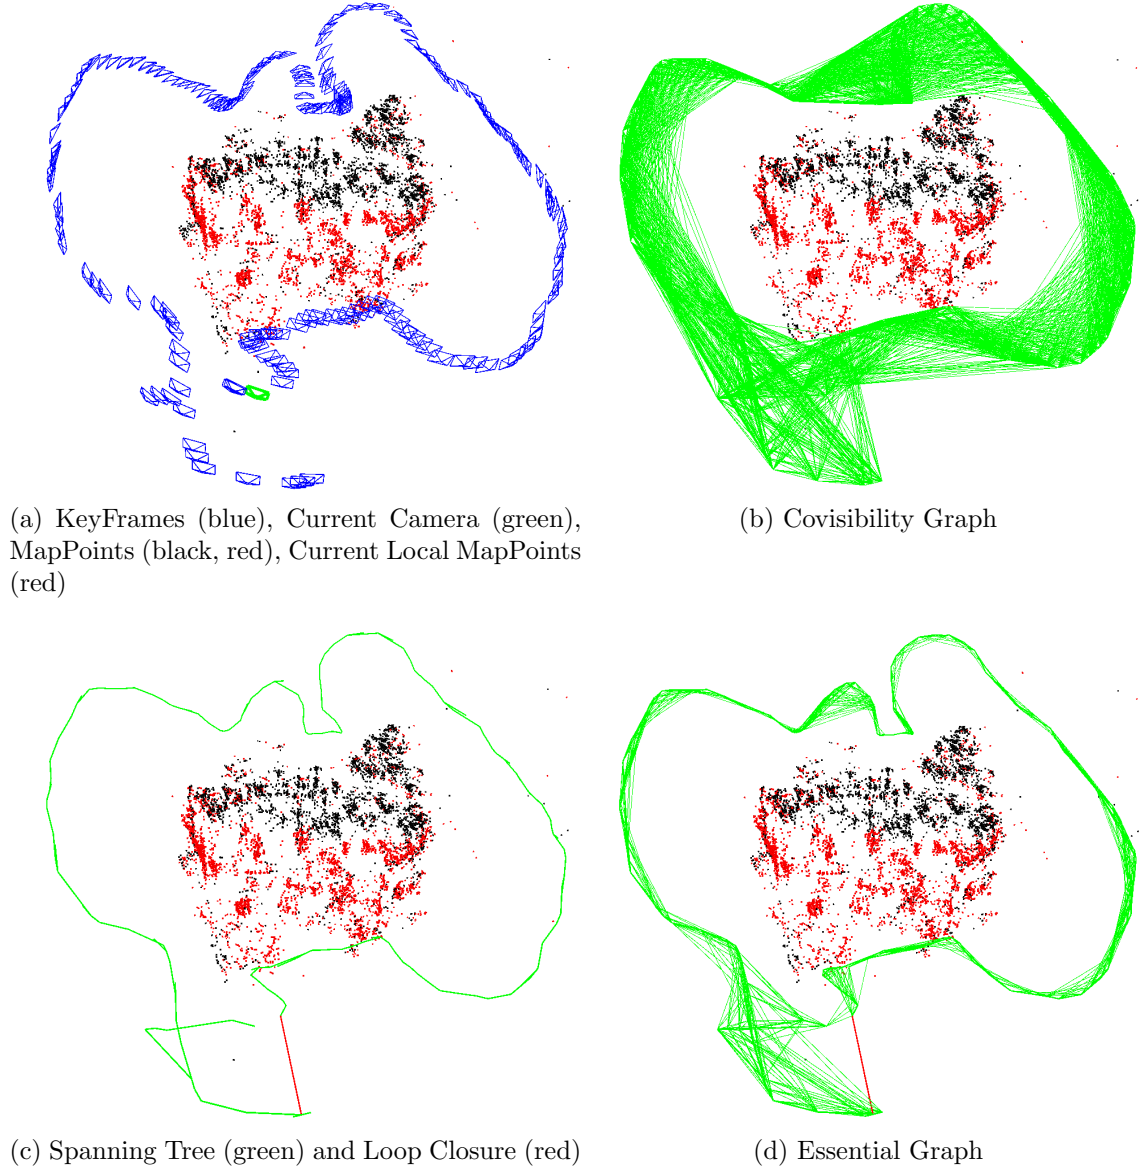 (a) KeyFrames (blue), Current Camera (green),
MapPoints (black, red), Current Local MapPoints
(red)
(b) Covisibility Graph
(c) Spanning Tree (green) and Loop Closure (red)
(d) Essential Graph